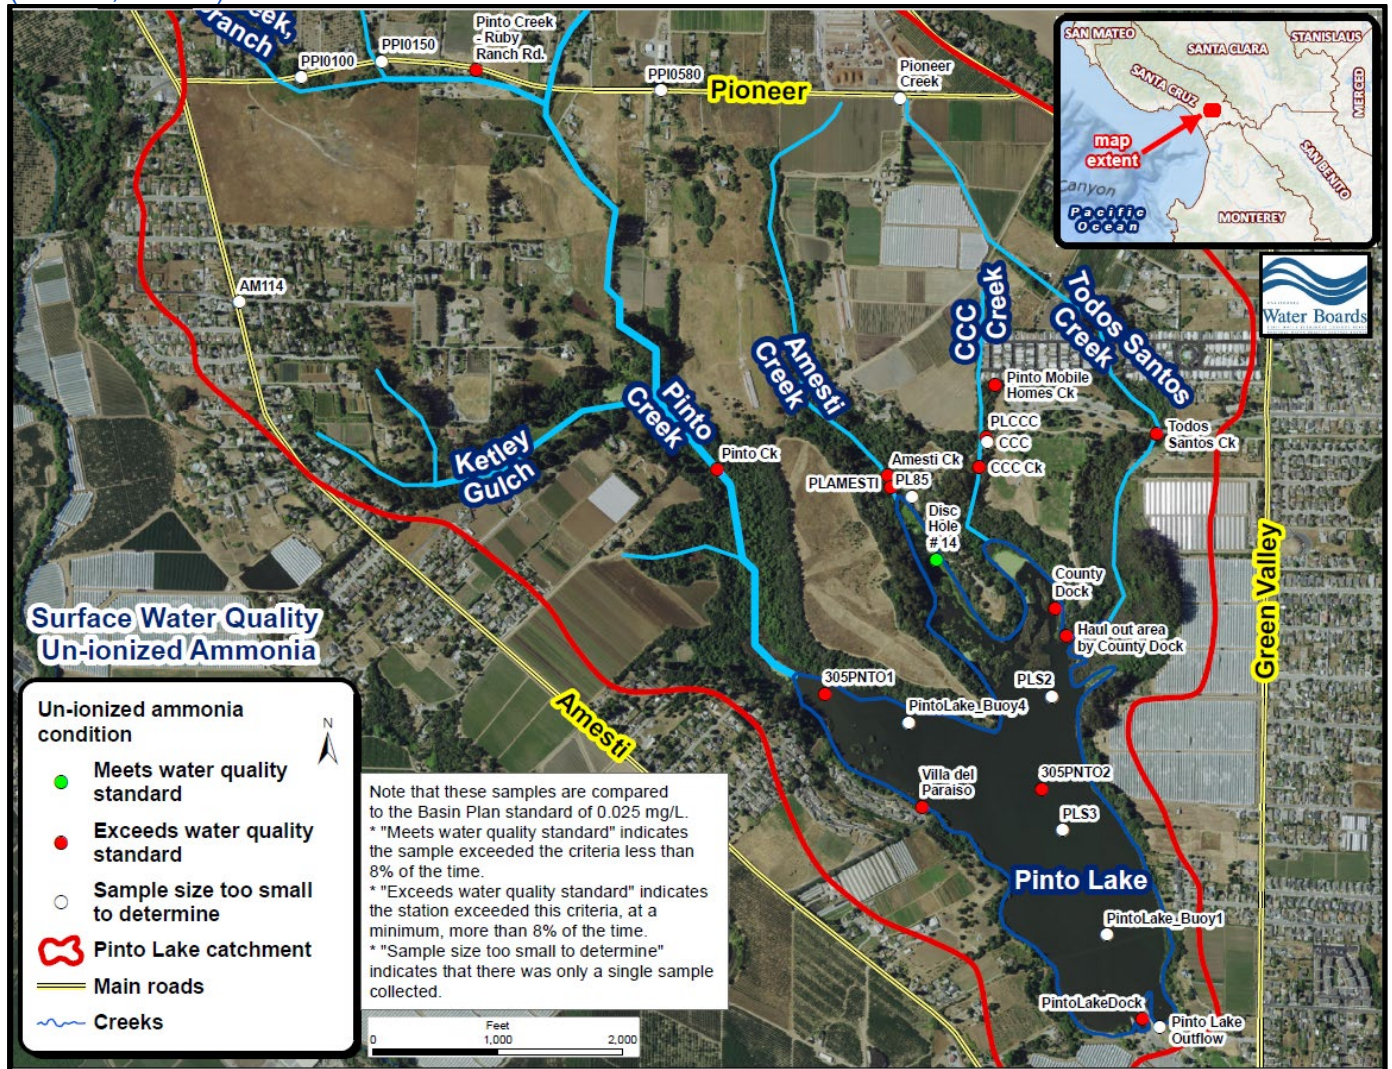 eek,
ranch
PPI0100
PPI0150
Pinto Creek
- Ruby
Ranch Rd.
PPI0580
Pioneer
Pioneer
Creek
SAN MATEO
SANTA CLARA
STANISLAUS
SANTA CRUZ
MERCED
map
extent
SAN BENITO
Canyon
Pacific
Ocean
MONTEREY
Water Boards
AM114
CCC
Creek
Todos Santos
Creek
Amesti
Creek
Pinto
Creek
Ketley
Gulch
Pinto Mobile
Homes Ck
PLCCC
CCC
CCC Ck
Todos
Santos Ck
Pinto Ck
Amesti Ck
PLAMESTI
PL85
Disc
Hole
# 14
County
Dock
Haul out area
by County Dock
Green Valley
305PNTO1
PLS2
PintoLake_Buoy4
Amesti
Villa del
Paraiso
305PNTO2
PLS3
Pinto Lake
PintoLake_Buoy1
PintoLakeDock
Pinto Lake
Outflow
Surface Water Quality
Un-ionized Ammonia
Un-ionized ammonia
condition
N
Meets water quality
standard
Exceeds water quality
standard
Sample size too small
to determine
Pinto Lake catchment
Main roads
Creeks
Note that these samples are compared
to the Basin Plan standard of 0.025 mg/L.
* "Meets water quality standard" indicates
the sample exceeded the criteria less than
8% of the time.
* "Exceeds water quality standard" indicates
the station exceeded this criteria, at a
minimum, more than 8% of the time.
* "Sample size too small to determine"
indicates that there was only a single sample
collected.
Feet
0 1,000 2,000